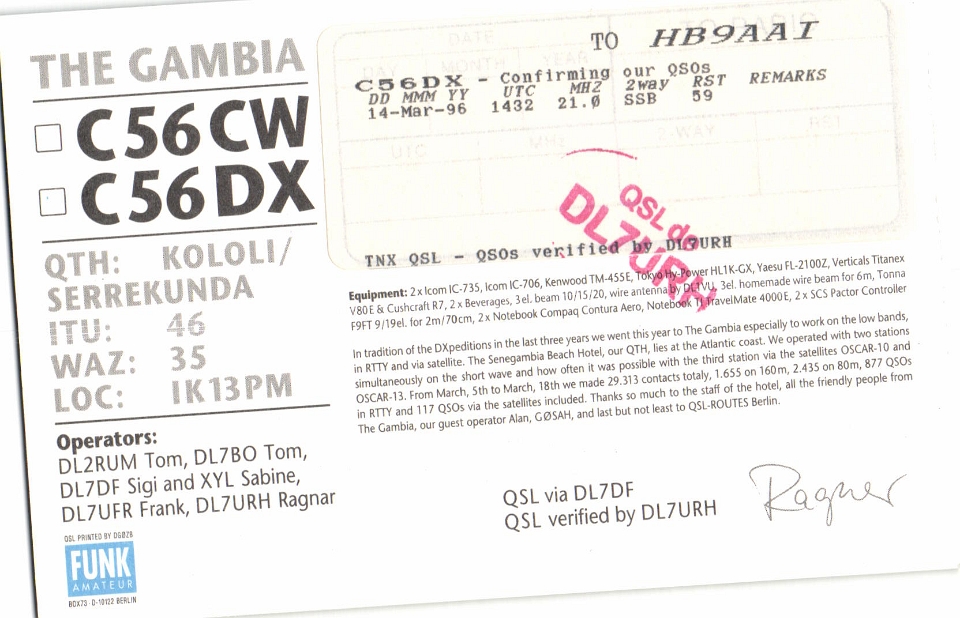 THE GAMBIA
C56CW
C56DX
QTH: KOLOLI/
SERREKUNDA
ITU: 46
WAZ: 35
LOC: IK13PM
Operators:
DL2RUM Tom, DL7BO Tom,
DL7DF Sigi and XYL Sabine,
DL7UFR Frank, DL7URH Ragnar
QSL PRINTED BY DG0ZB
FUNK
AMATEUR
BOX73 D-10122 BERLIN
TO RADIO
DATE
DAY MONTH YEAR
UTC MHZ 2-WAY RST
TO HB9AAI
C56DX - Confirming our QSOs
DD MMM YY UTC MHZ 2way RST REMARKS
14-Mar-96 1432 21.0 SSB 59
QSL de
DL7URH
TNX QSL - QSOs verified by DL7URH
Equipment: 2 x Icom IC-735, Icom IC-706, Kenwood TM-455E, Tokyo Hy-Power HL1K-GX, Yaesu FL-2100Z, Verticals Titanex
V80E & Cushcraft R7, 2 x Beverages, 3el. beam 10/15/20, wire antenna by DL1VU, 3el. homemade wire beam for 6m, Tonna
F9FT 9/19el. for 2m/70cm, 2 x Notebook Compaq Contura Aero, Notebook TI TravelMate 4000E, 2 x SCS Pactor Controller
In tradition of the DXpeditions in the last three years we went this year to The Gambia especially to work on the low bands,
in RTTY and via satellite. The Senegambia Beach Hotel, our QTH, lies at the Atlantic coast. We operated with two stations
simultaneously on the short wave and how often it was possible with the third station via the satellites OSCAR-10 and
OSCAR-13. From March, 5th to March, 18th we made 29.313 contacts totaly, 1.655 on 160m, 2.435 on 80m, 877 QSOs
in RTTY and 117 QSOs via the satellites included. Thanks so much to the staff of the hotel, all the friendly people from
The Gambia, our guest operator Alan, GØSAH, and last but not least to QSL-ROUTES Berlin.
QSL via DL7DF
QSL verified by DL7URH
Ragner